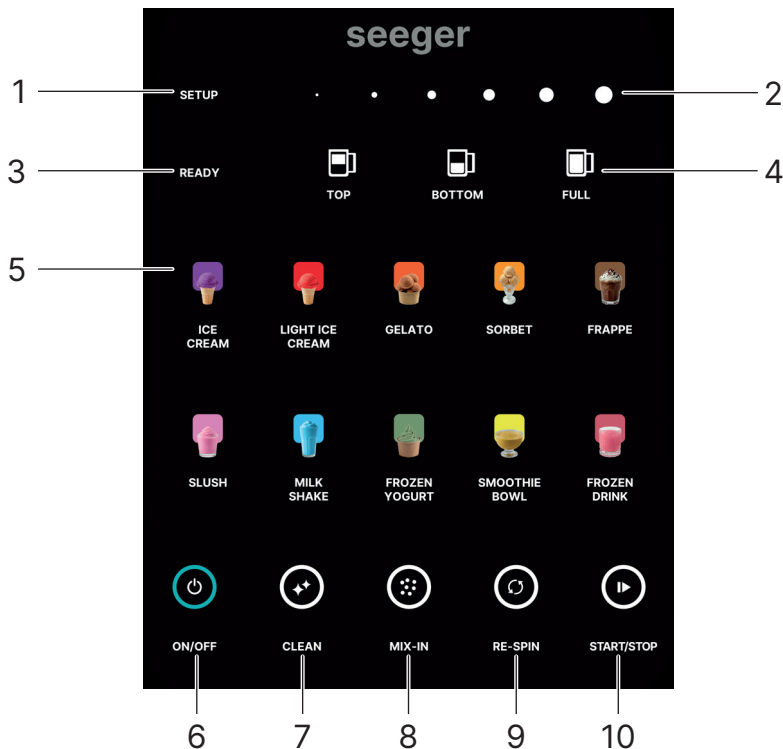 seeger
1 SETUP 2
3 READY 4
TOP BOTTOM FULL
5
ICE CREAM LIGHT ICE CREAM GELATO SORBET FRAPPE
SLUSH MILK SHAKE FROZEN YOGURT SMOOTHIE BOWL FROZEN DRINK
ON/OFF CLEAN MIX-IN RE-SPIN START/STOP
6 7 8 9 10